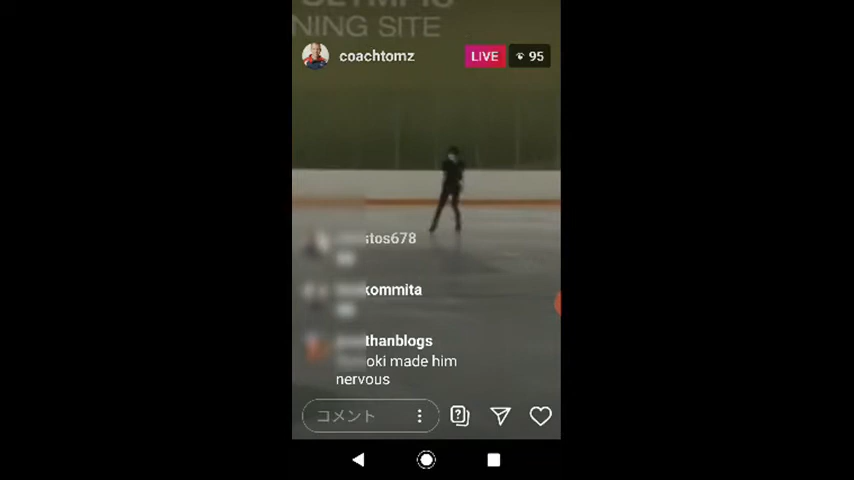 NING SITE
coachtomz
LIVE
95
stos678
kommita
thanblogs
oki made him
nervous
コメント